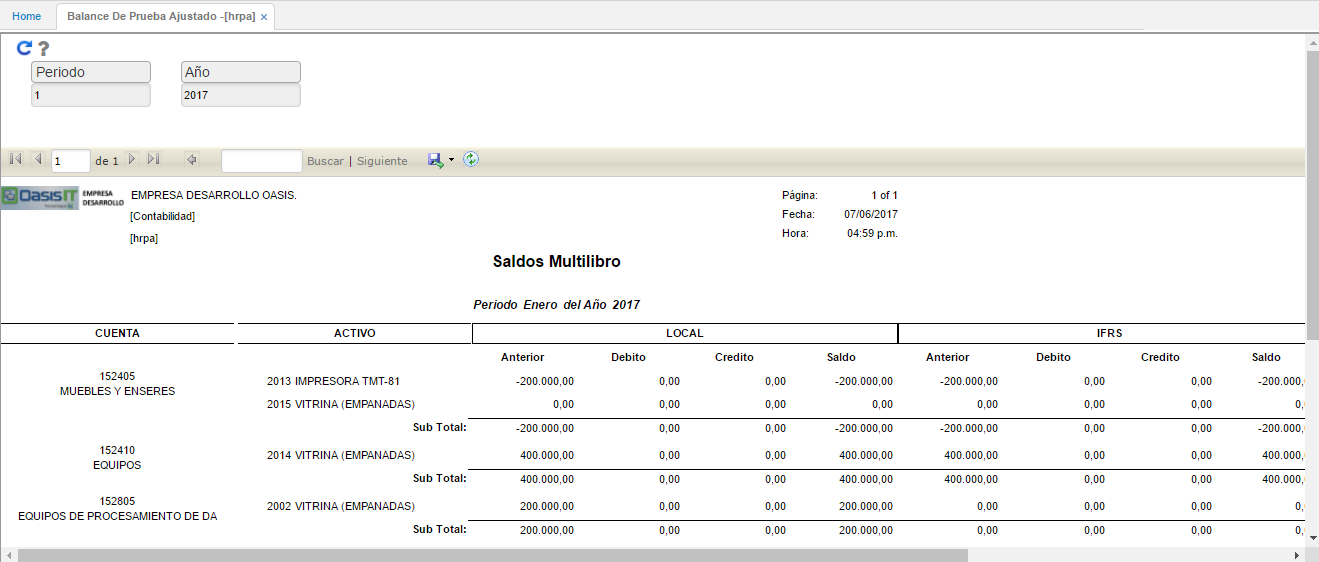 Home Balance De Prueba Ajustado -[hrpa] ×
?
Periodo Año
1 2017
1 de 1 Buscar | Siguiente
OasisIT EMPRESA DESARROLLO EMPRESA DESARROLLO OASIS. Página: 1 of 1
[Contabilidad] Fecha: 07/06/2017
[hrpa] Hora: 04:59 p.m.
Saldos Multilibro
Periodo Enero del Año 2017
CUENTA ACTIVO LOCAL IFRS
Anterior Debito Credito Saldo Anterior Debito Credito Saldo
152405
MUEBLES Y ENSERES
2013 IMPRESORA TMT-81 -200.000,00 0,00 0,00 -200.000,00 -200.000,00 0,00 0,00 -200.000,
2015 VITRINA (EMPANADAS) 0,00 0,00 0,00 0,00 0,00 0,00 0,00 0,
Sub Total: -200.000,00 0,00 0,00 -200.000,00 -200.000,00 0,00 0,00 -200.000,
152410
EQUIPOS
2014 VITRINA (EMPANADAS) 400.000,00 0,00 0,00 400.000,00 400.000,00 0,00 0,00 400.000,
Sub Total: 400.000,00 0,00 0,00 400.000,00 400.000,00 0,00 0,00 400.000,
152805
EQUIPOS DE PROCESAMIENTO DE DA
2002 VITRINA (EMPANADAS) 200.000,00 0,00 0,00 200.000,00 0,00 0,00 0,00 0,
Sub Total: 200.000,00 0,00 0,00 200.000,00 0,00 0,00 0,00 0,